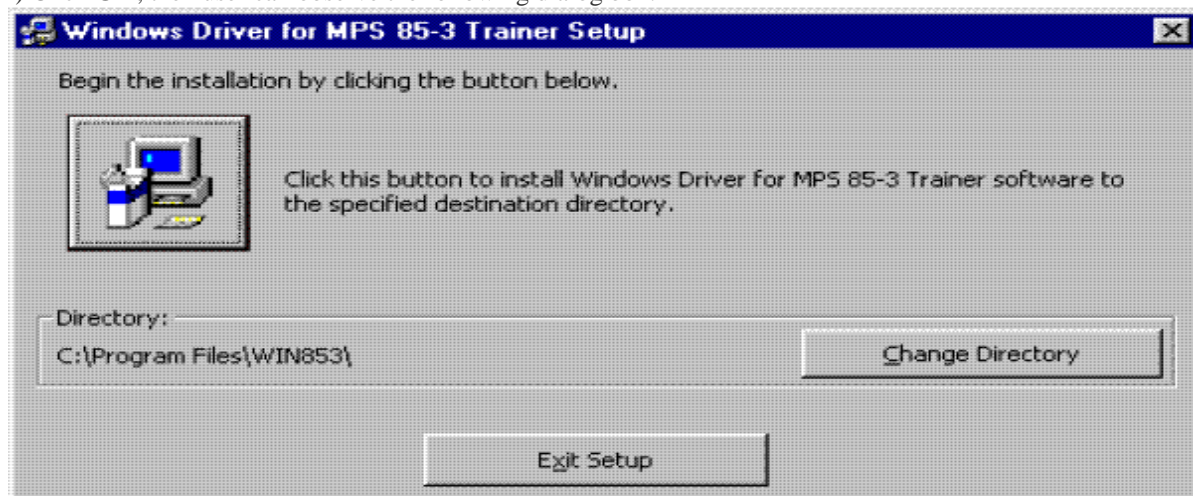 Windows Driver for MPS 85-3 Trainer Setup
Begin the installation by clicking the button below.
Click this button to install Windows Driver for MPS 85-3 Trainer software to
the specified destination directory.
Directory:
C:\Program Files\WIN853\
Change Directory
Exit Setup